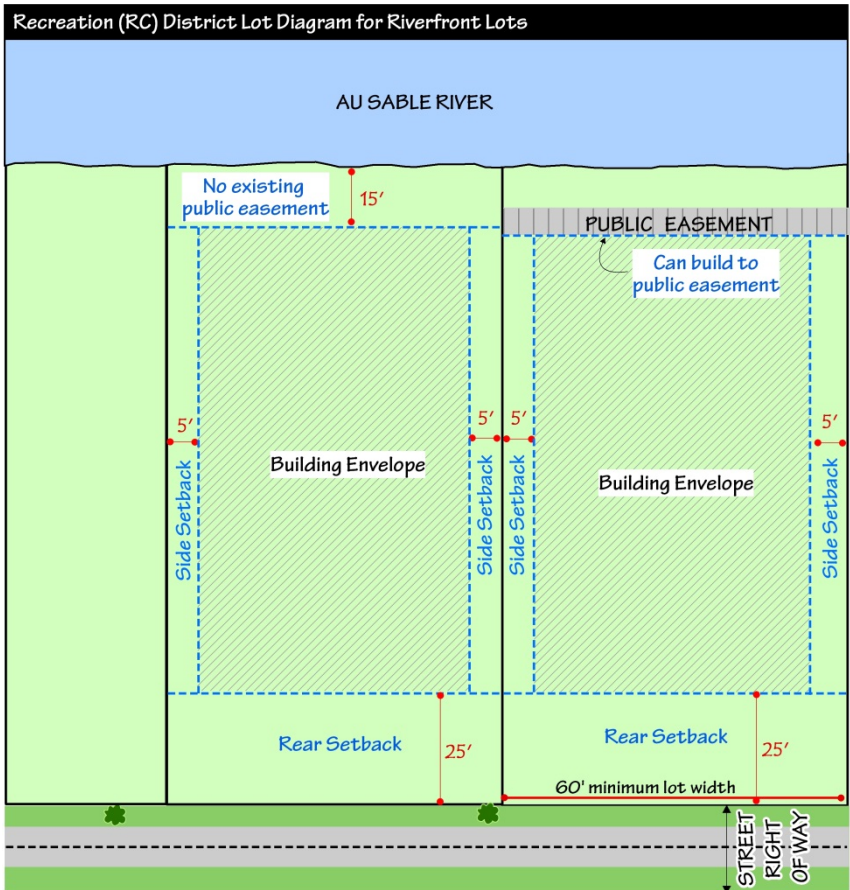 Recreation (RC) District Lot Diagram for Riverfront Lots
AU SABLE RIVER
No existing
public easement
15'
PUBLIC EASEMENT
Can build to
public easement
5'
5'
5'
5'
Building Envelope
Building Envelope
Side Setback
Side Setback
Side Setback
Side Setback
Rear Setback
25'
Rear Setback
25'
60' minimum lot width
STREET
RIGHT
OF WAY